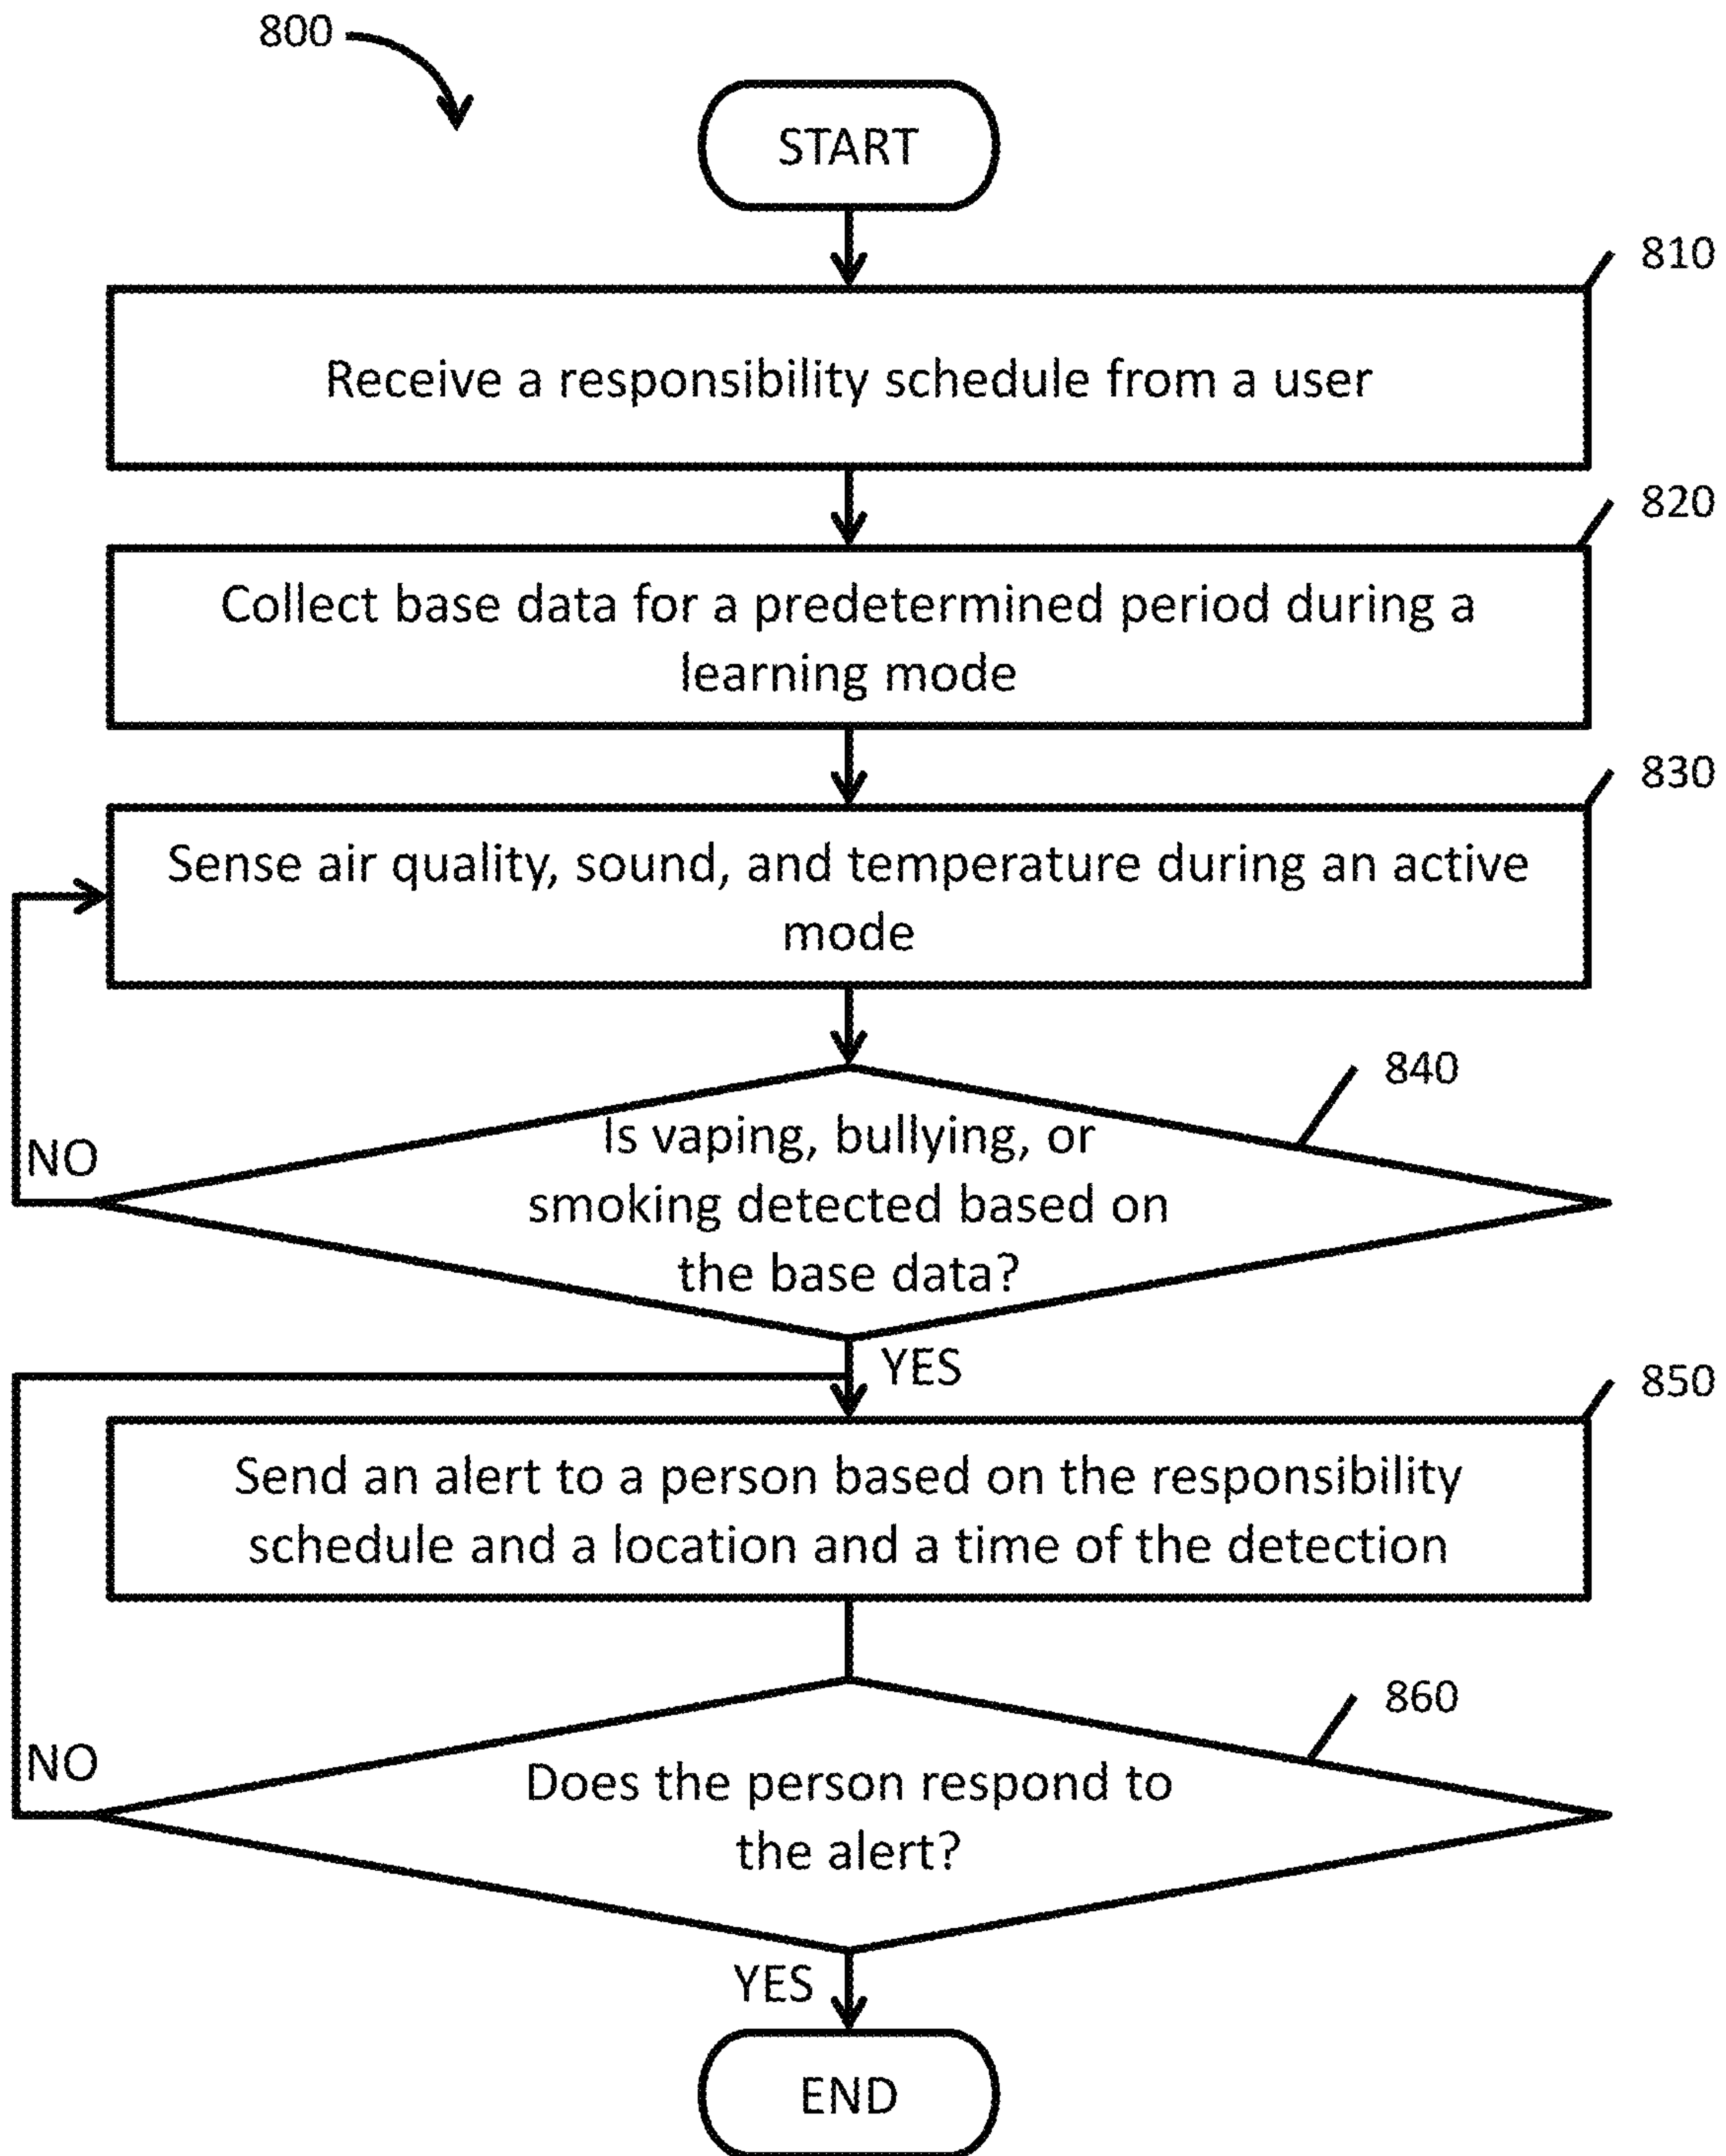 800
START
810
Receive a responsibility schedule from a user
820
Collect base data for a predetermined period during a
learning mode
830
Sense air quality, sound, and temperature during an active
mode
840
Is vaping, bullying, or
smoking detected based on
the base data?
NO
YES
850
Send an alert to a person based on the responsibility
schedule and a location and a time of the detection
860
Does the person respond to
the alert?
NO
YES
END